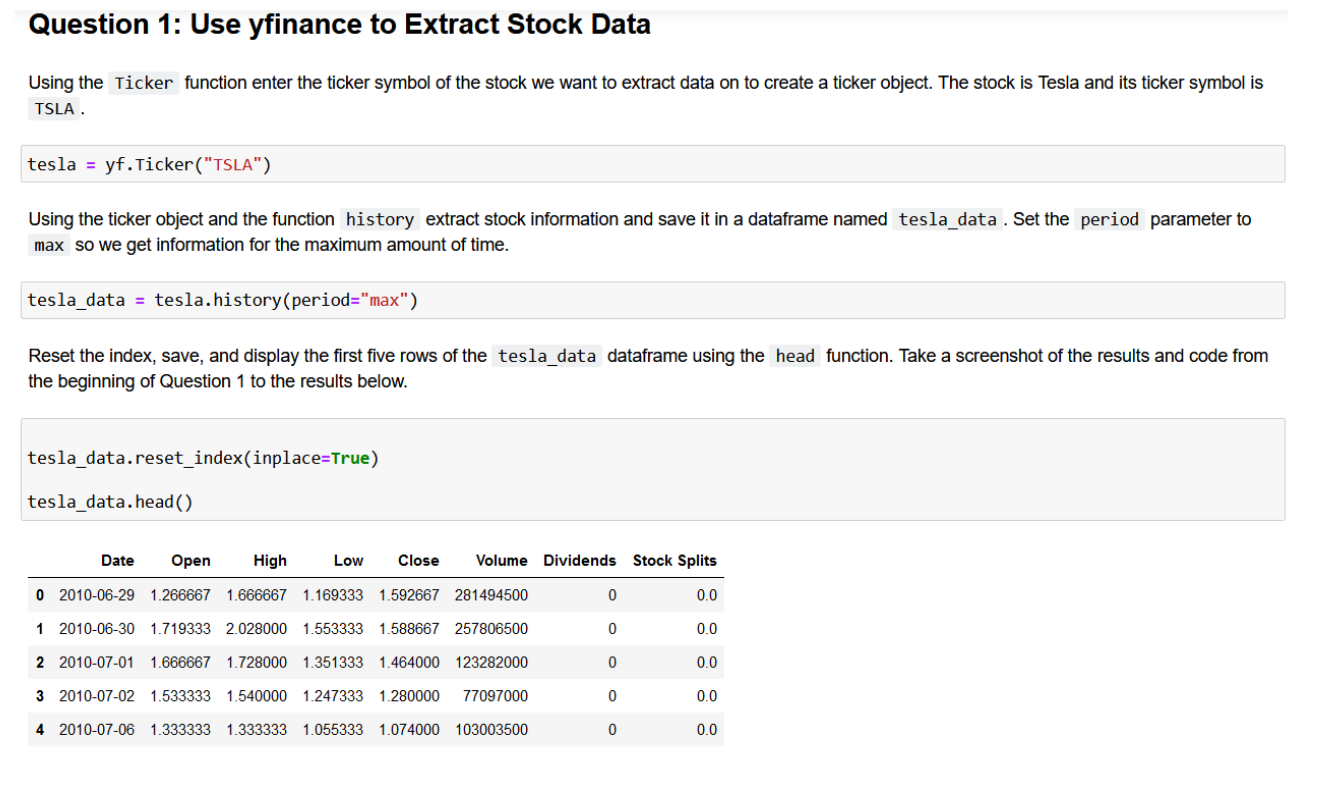 Question 1: Use yfinance to Extract Stock Data
Using the Ticker function enter the ticker symbol of the stock we want to extract data on to create a ticker object. The stock is Tesla and its ticker symbol is
TSLA .
tesla = yf.Ticker("TSLA")
Using the ticker object and the function history extract stock information and save it in a dataframe named tesla_data . Set the period parameter to
max so we get information for the maximum amount of time.
tesla_data = tesla.history(period="max")
Reset the index, save, and display the first five rows of the tesla_data dataframe using the head function. Take a screenshot of the results and code from
the beginning of Question 1 to the results below.
tesla_data.reset_index(inplace=True)
tesla_data.head()
Date Open High Low Close Volume Dividends Stock Splits
0 2010-06-29 1.266667 1.666667 1.169333 1.592667 281494500 0 0.0
1 2010-06-30 1.719333 2.028000 1.553333 1.588667 257806500 0 0.0
2 2010-07-01 1.666667 1.728000 1.351333 1.464000 123282000 0 0.0
3 2010-07-02 1.533333 1.540000 1.247333 1.280000 77097000 0 0.0
4 2010-07-06 1.333333 1.333333 1.055333 1.074000 103003500 0 0.0